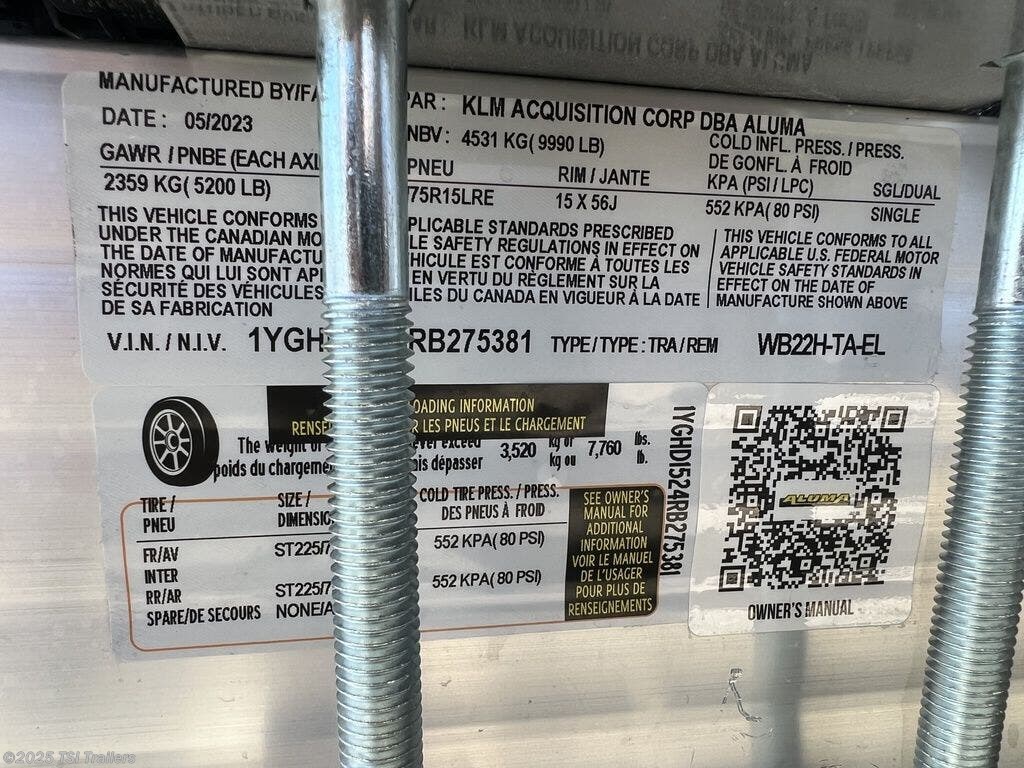 MANUFACTURED BY/FA PAR : KLM ACQUISITION CORP DBA ALUMA
DATE : 05/2023 NBV : 4531 KG( 9990 LB)
COLD INFL. PRESS. / PRESS.
DE GONFL. À FROID
GAWR / PNBE (EACH AXL PNEU RIM / JANTE KPA (PSI / LPC) SGL/DUAL
2359 KG( 5200 LB) 75R15LRE 15 X 56J 552 KPA( 80 PSI) SINGLE
THIS VEHICLE CONFORMS PLICABLE STANDARDS PRESCRIBED
UNDER THE CANADIAN MO LE SAFETY REGULATIONS IN EFFECT ON
THE DATE OF MANUFACTU HICULE EST CONFORME À TOUTES LES
NORMES QUI LUI SONT API EN VERTU DU RÈGLEMENT SUR LA
SÉCURITÉ DES VÉHICULES ILES DU CANADA EN VIGUEUR À LA DATE
DE SA FABRICATION
THIS VEHICLE CONFORMS TO ALL
APPLICABLE U.S. FEDERAL MOTOR
VEHICLE SAFETY STANDARDS IN
EFFECT ON THE DATE OF
MANUFACTURE SHOWN ABOVE
V.I.N. / N.I.V. 1YGH RB275381 TYPE / TYPE : TRA / REM WB22H-TA-EL
OADING INFORMATION
RENSE R LES PNEUS ET LE CHARGEMENT
The weight of ever exceed 3,520 kg or 7,760 lbs.
poids du chargeme ais dépasser kg ou lb.
TIRE / SIZE / COLD TIRE PRESS. / PRESS.
PNEU DIMENSIO DES PNEUS À FROID
FR/AV ST225/7 552 KPA( 80 PSI)
INTER
RR/AR ST225/7 552 KPA( 80 PSI)
SPARE/DE SECOURS NONE/A
SEE OWNER'S
MANUAL FOR
ADDITIONAL
INFORMATION
VOIR LE MANUEL
DE L'USAGER
POUR PLUS DE
RENSEIGNEMENTS
1YGHD1524RB275381
ALUMA
OWNER'S MANUAL
©2025 TSI Trailers